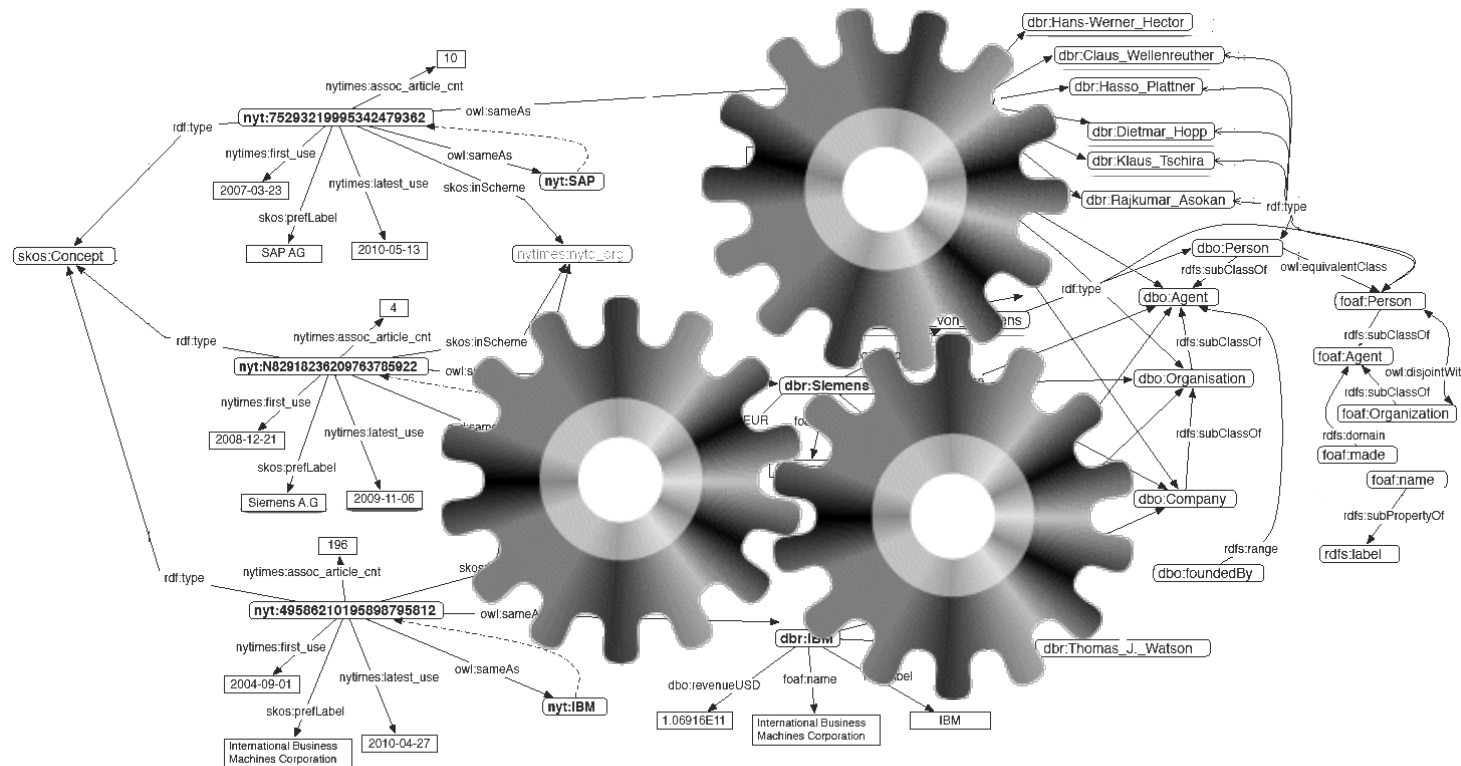 10
nytimes:assoc_article_cnt
nyt:75293219995342479362
owl:sameAs
rdf:type
nytimes:first_use
owl:sameAs
2007-03-23
nytimes:latest_use
skos:inScheme
nyt:SAP
skos:prefLabel
SAP AG
2010-05-13
nytimes:nytd_org
skos:Concept
dbr:Hans-Werner_Hector
dbr:Claus_Wellenreuther
dbr:Hasso_Plattner
dbr:Dietmar_Hopp
dbr:Klaus_Tschira
dbr:Rajkumar_Asokan
rdf:type
dbo:Person
rdfs:subClassOf
owl:equivalentClass
rdf:type
dbo:Agent
foaf:Person
rdfs:subClassOf
rdfs:subClassOf
foaf:Agent
dbo:Organisation
rdfs:subClassOf
foaf:Organization
rdfs:subClassOf
rdfs:domain
foaf:made
foaf:name
dbo:Company
rdfs:subPropertyOf
rdfs:label
rdfs:range
dbo:foundedBy
4
nytimes:assoc_article_cnt
rdf:type
skos:inScheme
nyt:N82918236209763785922
dbr:Siemens
EUR
nytimes:first_use
2008-12-21
nytimes:latest_use
skos:prefLabel
Siemens A.G
2009-11-06
196
nytimes:assoc_article_cnt
rdf:type
nyt:49586210195898795812
nytimes:first_use
owl:sameAs
2004-09-01
nytimes:latest_use
nyt:IBM
skos:prefLabel
International Business
Machines Corporation
2010-04-27
dbr:IBM
dbr:Thomas_J._Watson
dbo:revenueUSD
foaf:name
1.06916E11
International Business
Machines Corporation
IBM